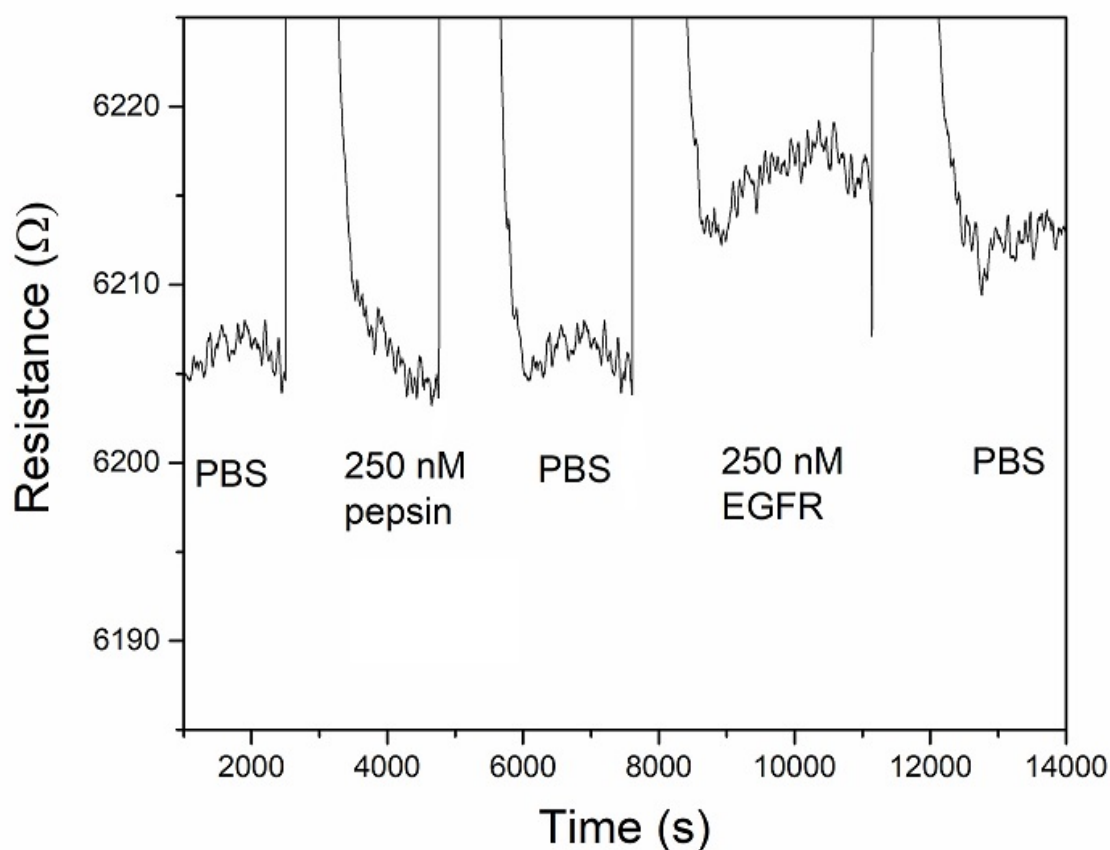 6220
6210
6200
6190
Resistance (Ω)
PBS
250 nM
pepsin
PBS
250 nM
EGFR
PBS
2000
4000
6000
8000
10000
12000
14000
Time (s)